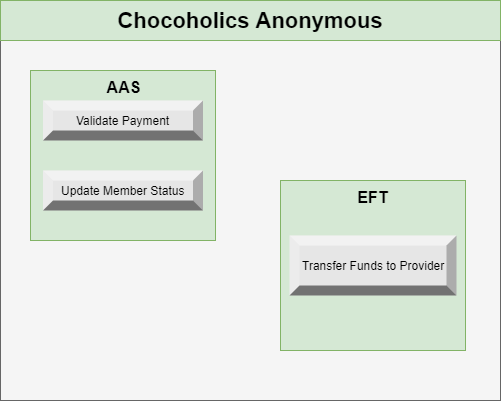 Chocoholics Anonymous
AAS
Validate Payment
Update Member Status
EFT
Transfer Funds to Provider